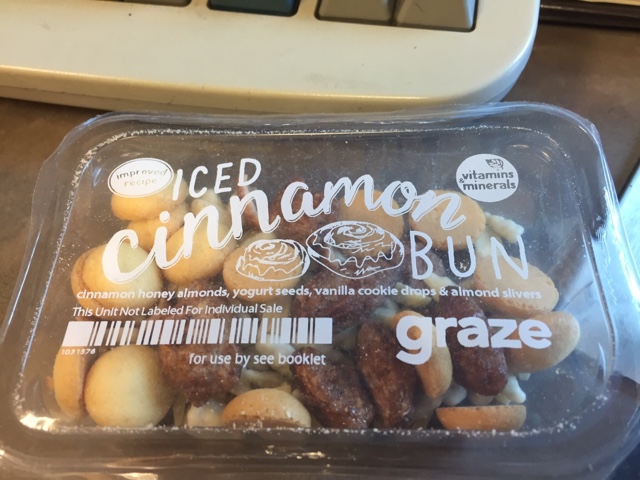 improved
recipe
ICED
cinnamon
BUN
vitamins
& minerals
cinnamon honey almonds, yogurt seeds, vanilla cookie drops & almond slivers
This Unit Not Labeled For Individual Sale
1031576
for use by see booklet
graze